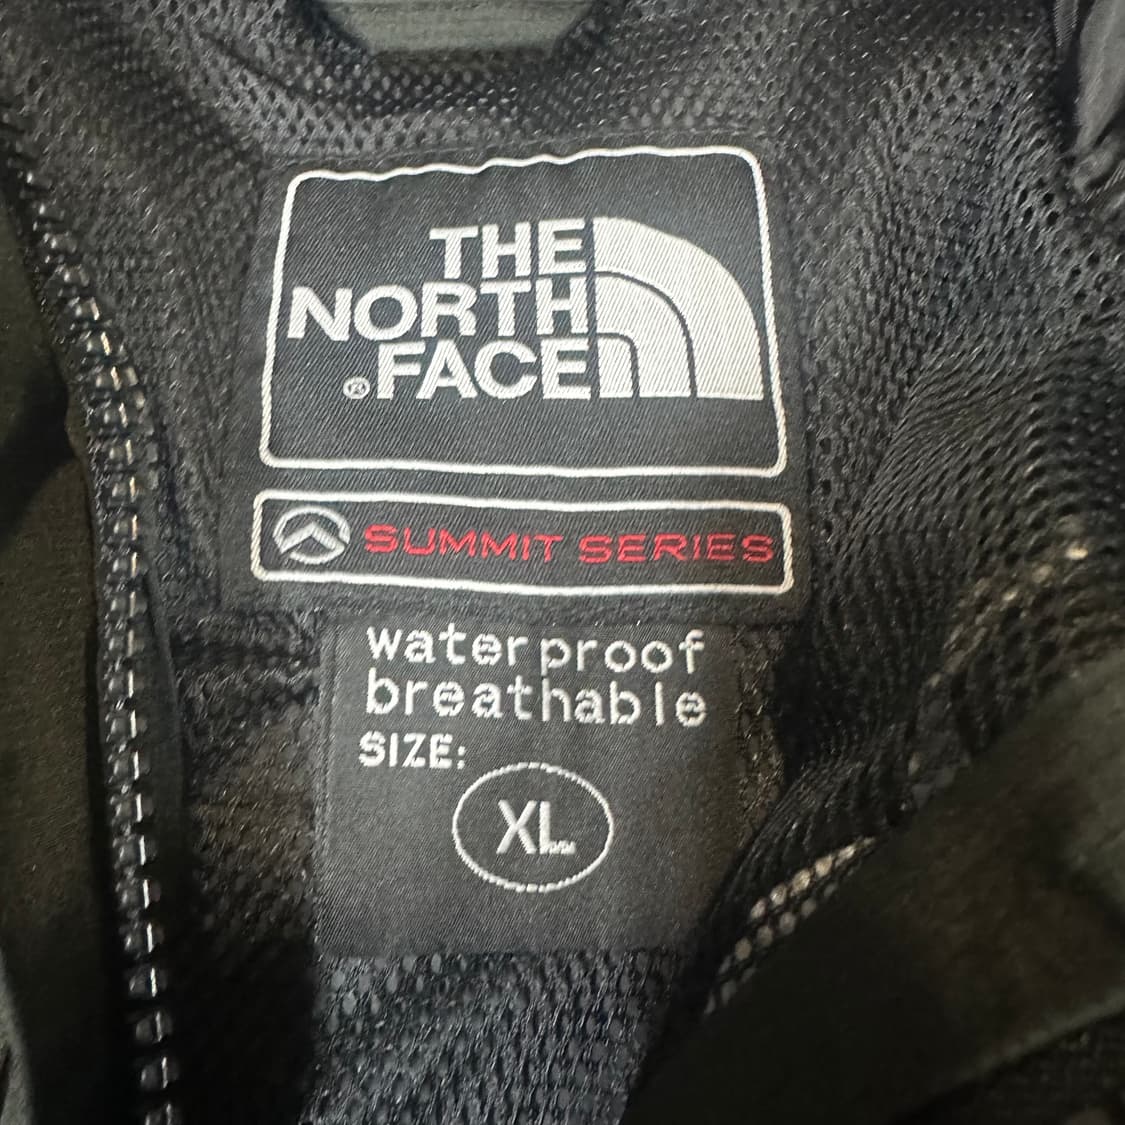 THE
NORTH
®FACE
SUMMIT SERIES
waterproof
breathable
SIZE:
XL